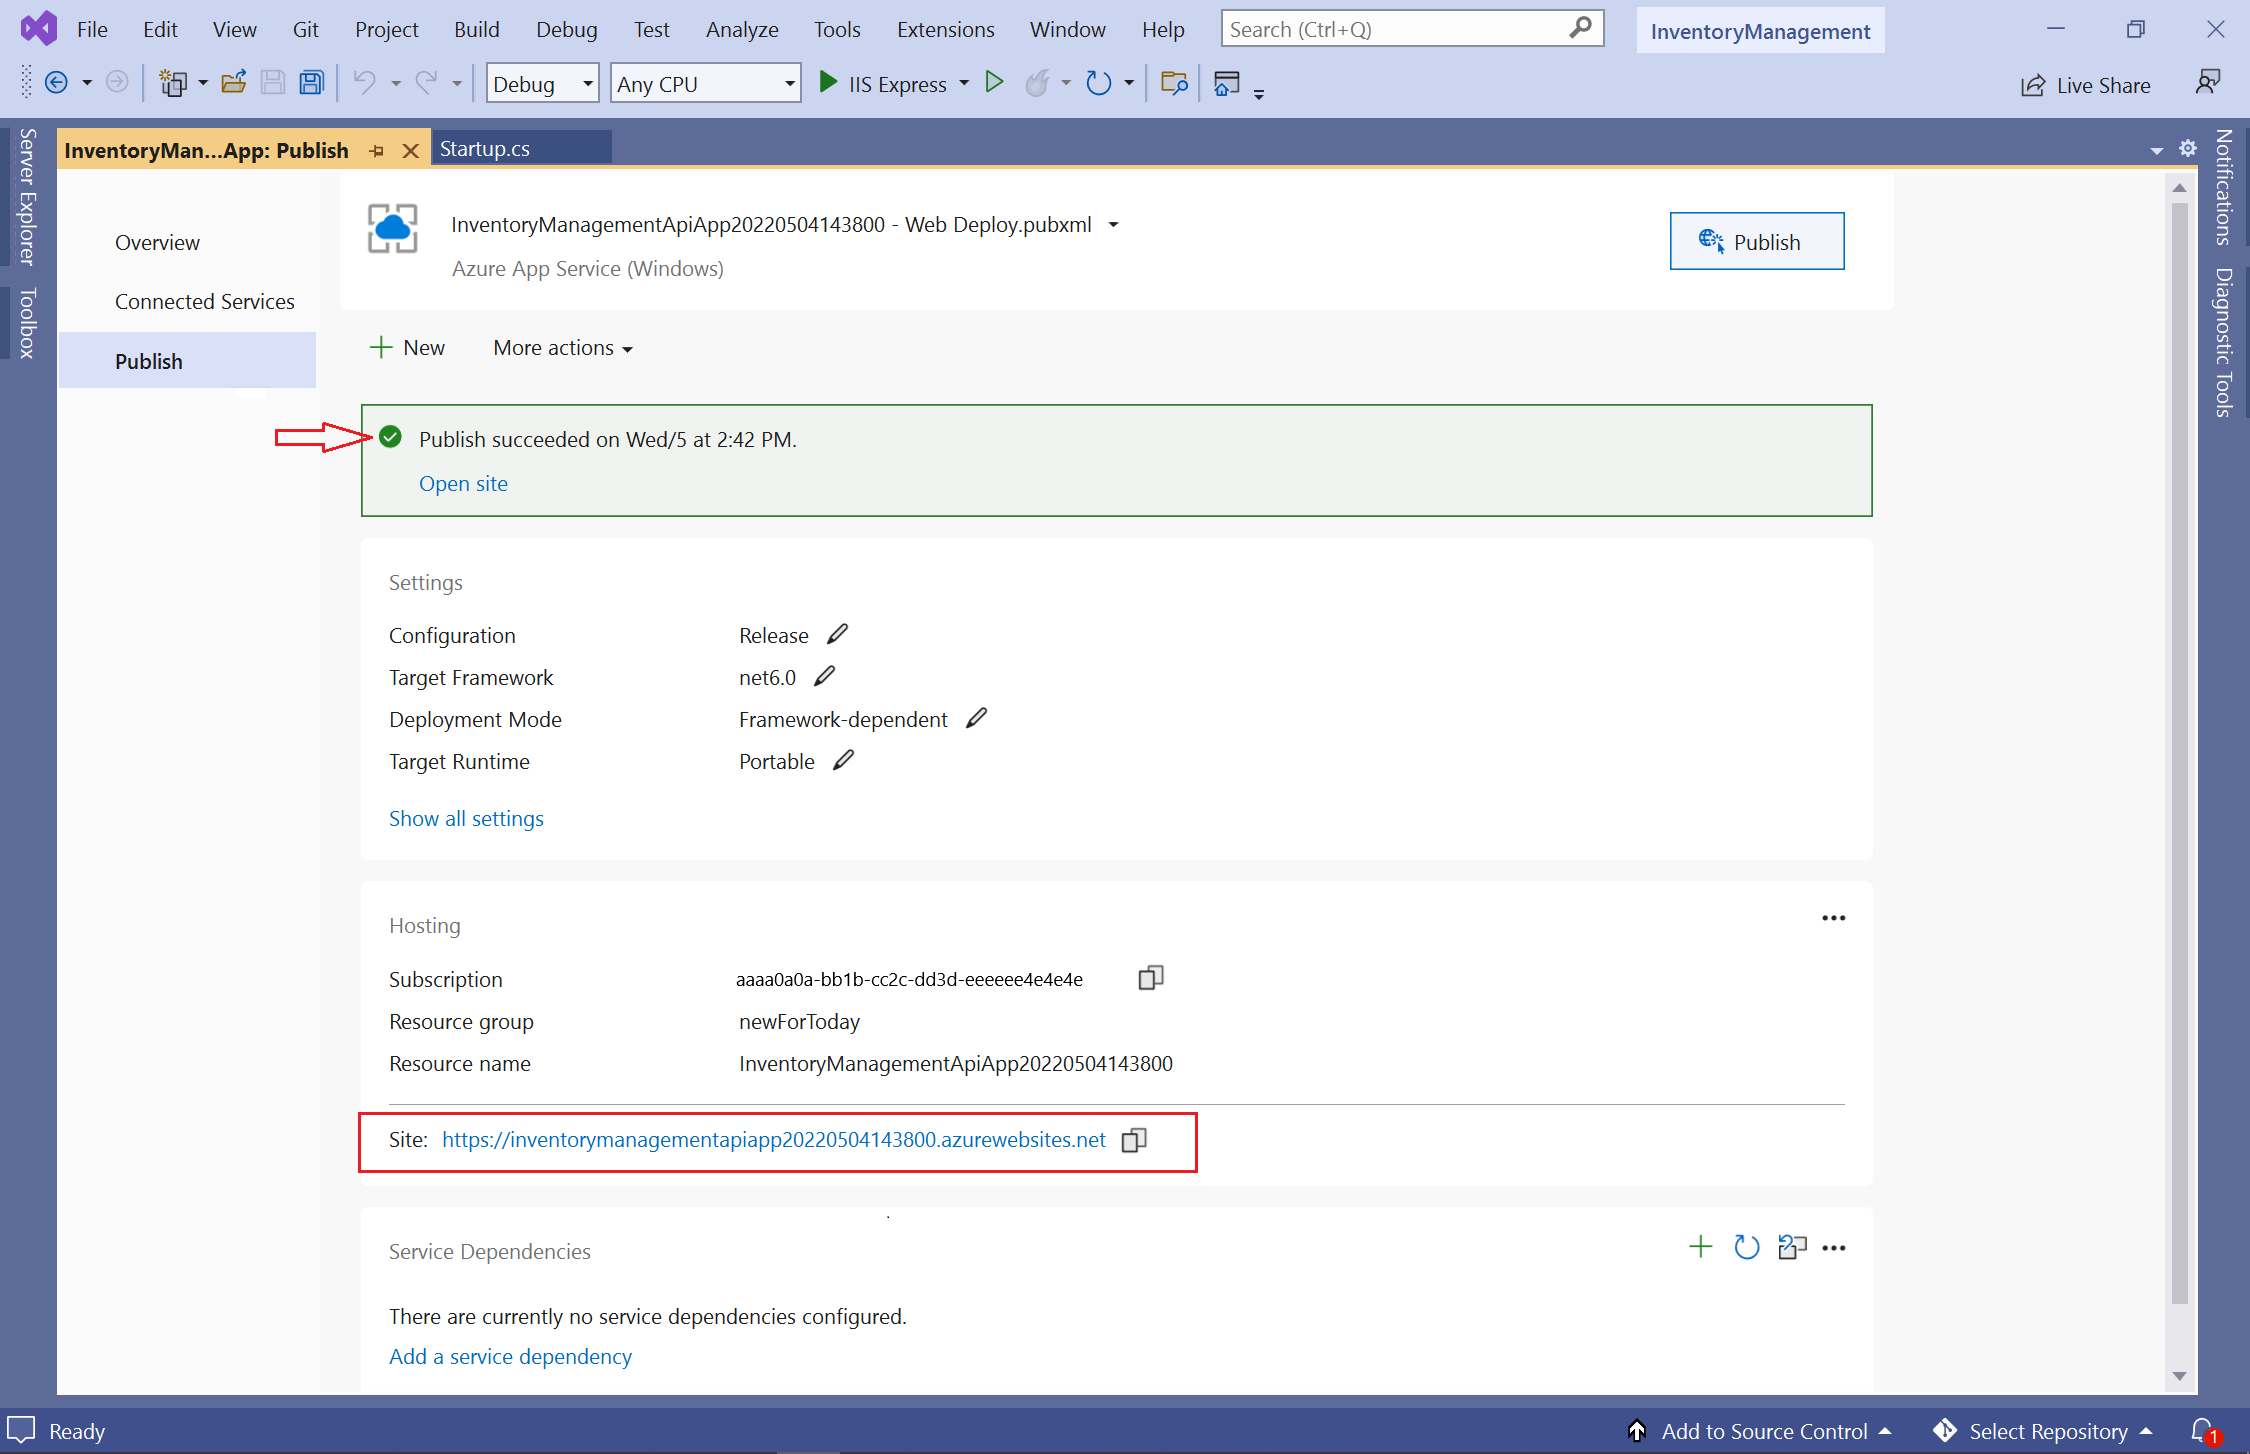 File Edit View Git Project Build Debug Test Analyze Tools Extensions Window Help Search (Ctrl+Q) InventoryManagement
Debug Any CPU IIS Express Live Share
Server Explorer
Toolbox
InventoryMan...App: Publish Startup.cs
Notifications
Diagnostic Tools
Overview
Connected Services
Publish
InventoryManagementApiApp20220504143800 - Web Deploy.pubxml
Azure App Service (Windows)
Publish
New More actions
Publish succeeded on Wed/5 at 2:42 PM.
Open site
Settings
Configuration Release
Target Framework net6.0
Deployment Mode Framework-dependent
Target Runtime Portable
Show all settings
Hosting
Subscription aaaa0a0a-bb1b-cc2c-dd3d-eeeeee4e4e4e
Resource group newForToday
Resource name InventoryManagementApiApp20220504143800
Site: https://inventorymanagementapiapp20220504143800.azurewebsites.net
Service Dependencies
There are currently no service dependencies configured.
Add a service dependency
Ready Add to Source Control Select Repository 1